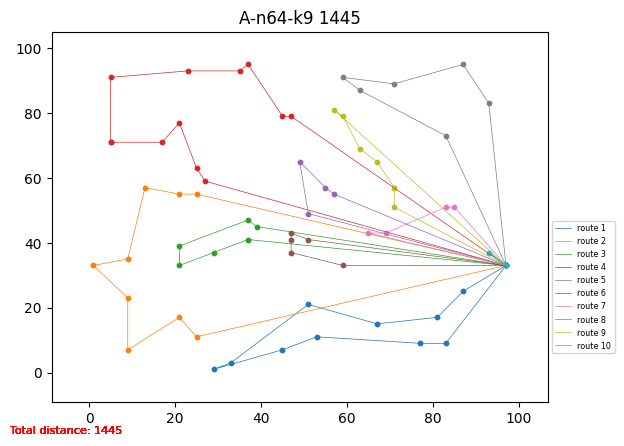 A-n64-k9 1445
100
80
60
40
20
0
0 20 40 60 80 100
route 1
route 2
route 3
route 4
route 5
route 6
route 7
route 8
route 9
route 10
Total distance: 1445